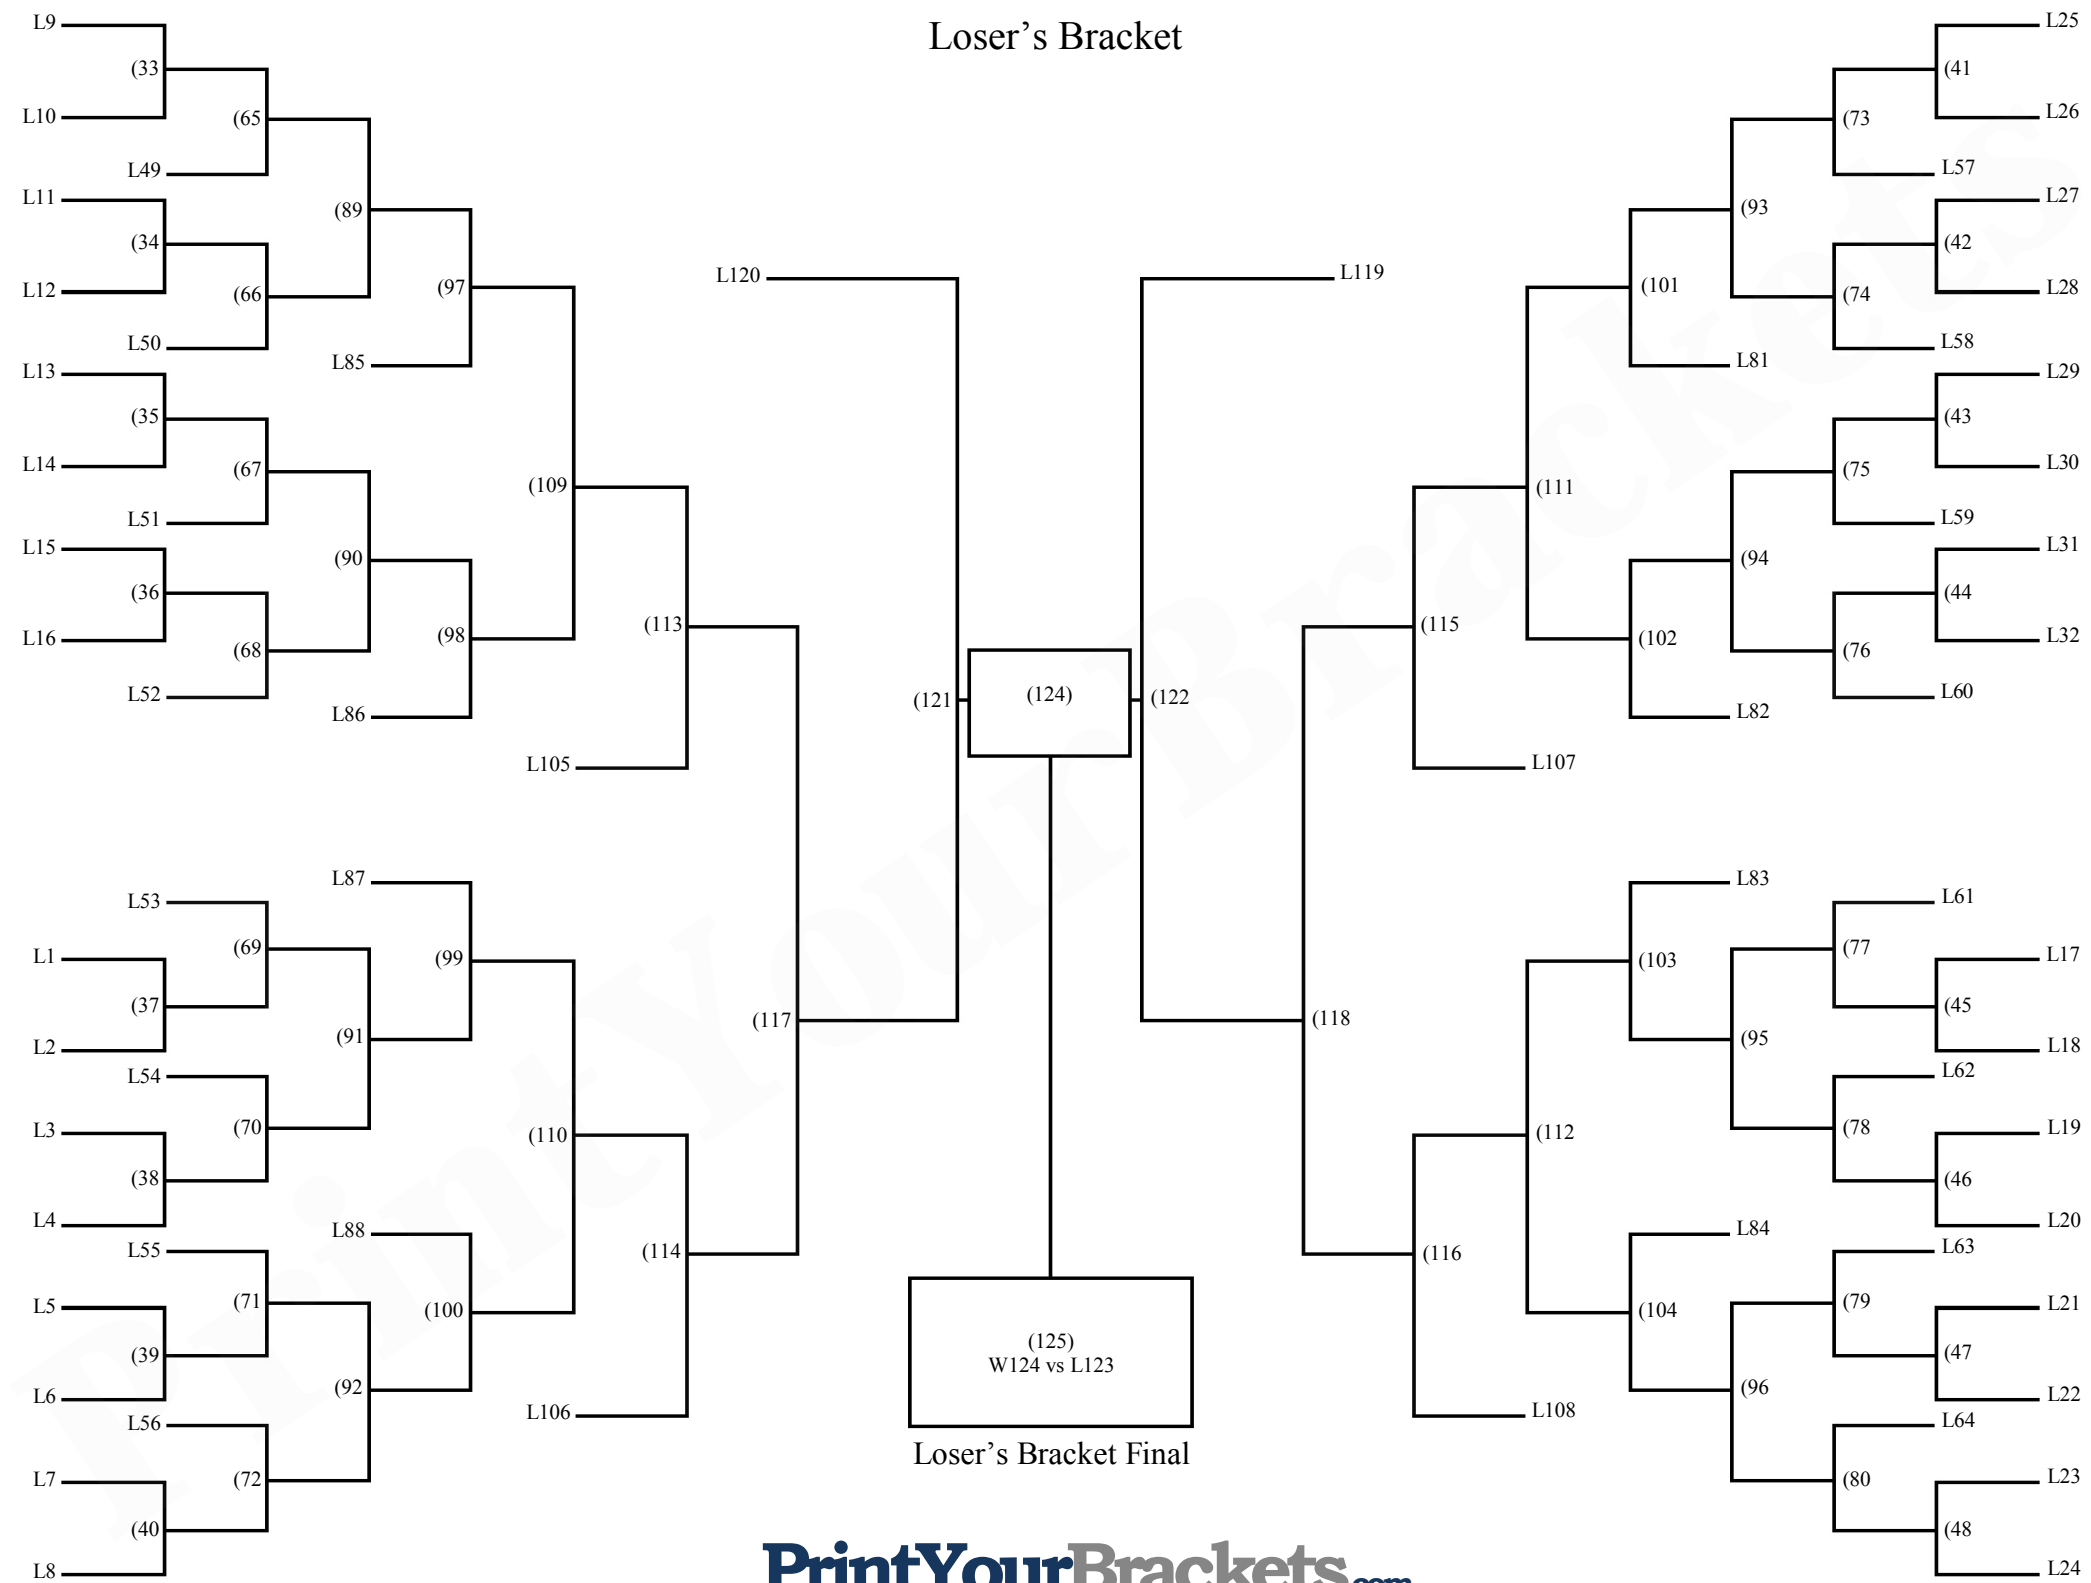 Loser’s Bracket
L9
(33
L10
(65
L49
L11
(34
L12
(66
L50
(89
(97
L85
L13
(35
L14
(67
L51
L15
(36
L16
(68
L52
(90
(98
L86
(109
(113
L105
L53
(69
L1
(37
L2
L54
(70
L3
(38
L4
(91
L87
(99
L55
(71
L5
(39
L6
L56
(72
L7
(40
L8
(92
L88
(100
(110
(114
L106
(117
L120
(121
(124)
(122
L119
(118
(125)
W124 vs L123
Loser’s Bracket Final
L25
(41
L26
(73
L57
L27
(42
L28
(74
L58
(93
(101
L81
L29
(43
L30
(75
L59
L31
(44
L32
(76
L60
(94
(102
L82
(111
(115
L107
L83
(103
L61
(77
L17
(45
L18
(95
L62
(78
L19
(46
L20
(112
L84
(104
L63
(79
L21
(47
L22
(96
L64
(80
L23
(48
L24
(116
L108
PrintYourBrackets.com
PrintYourBrackets